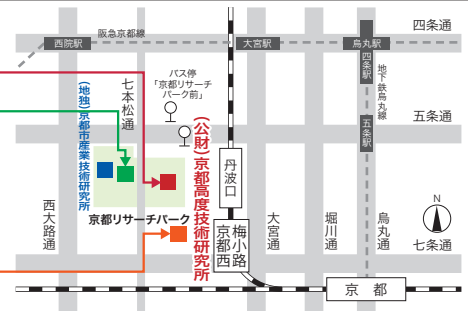 四条通
阪急京都線
西院駅
大宮駅
烏丸駅
四条駅
地下鉄烏丸線
バス停
「京都リサーチ
パーク前」
七本松通
(地独)京都市産業技術研究所
(公財)京都高度技術研究所
五条通
五条駅
丹波口
京都リサーチパーク
西大路通
梅小路
京都西
大宮通
堀川通
烏丸通
N
七条通
京都